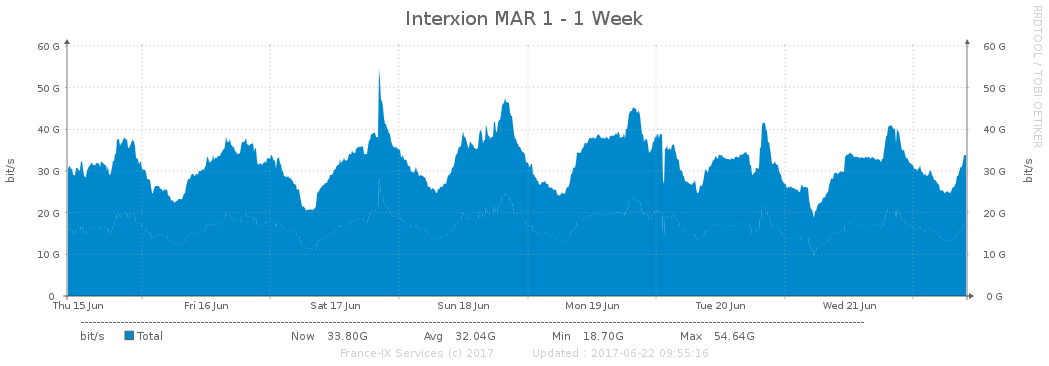 Interxion MAR 1 - 1 Week
RRDTOOL / TOBI OETIKER
60 G 60 G
50 G 50 G
40 G 40 G
30 G 30 G
20 G 20 G
10 G 10 G
0 0 G
bit/s bit/s
Thu 15 Jun Fri 16 Jun Sat 17 Jun Sun 18 Jun Mon 19 Jun Tue 20 Jun Wed 21 Jun
bit/s Total Now 33.80G Avg 32.04G Min 18.70G Max 54.64G
France-IX Services (c) 2017 Updated : 2017-06-22 09:55:16